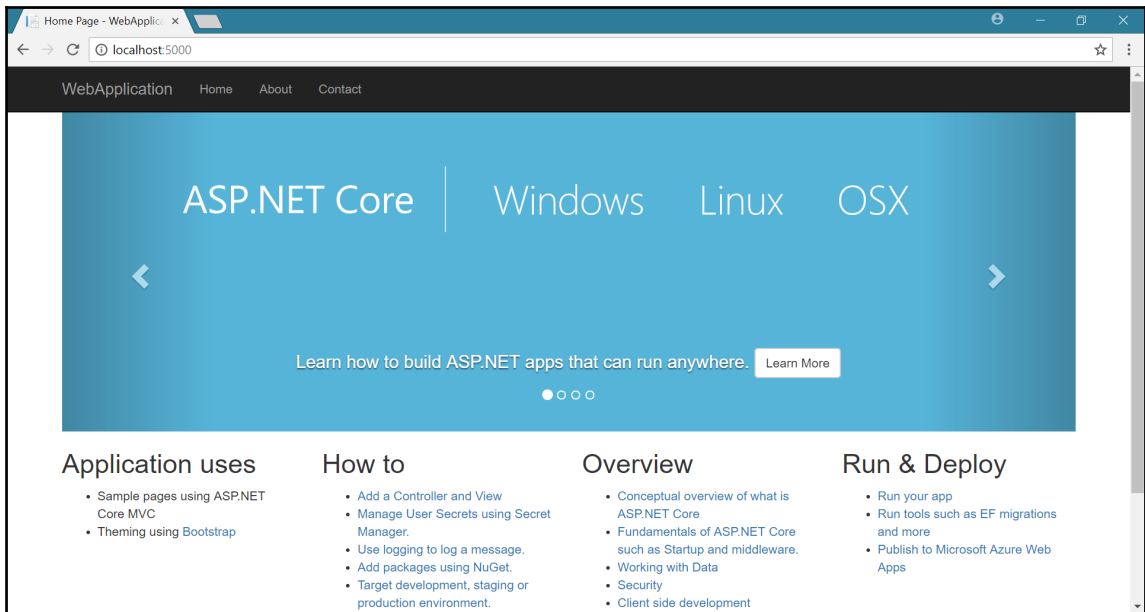 Home Page - WebApplic
localhost:5000
WebApplication Home About Contact
ASP.NET Core Windows Linux OSX
Learn how to build ASP.NET apps that can run anywhere. Learn More
Application uses
Sample pages using ASP.NET
Core MVC
Theming using Bootstrap
How to
Add a Controller and View
Manage User Secrets using Secret
Manager.
Use logging to log a message.
Add packages using NuGet.
Target development, staging or
production environment.
Overview
Conceptual overview of what is
ASP.NET Core
Fundamentals of ASP.NET Core
such as Startup and middleware.
Working with Data
Security
Client side development
Run & Deploy
Run your app
Run tools such as EF migrations
and more
Publish to Microsoft Azure Web
Apps